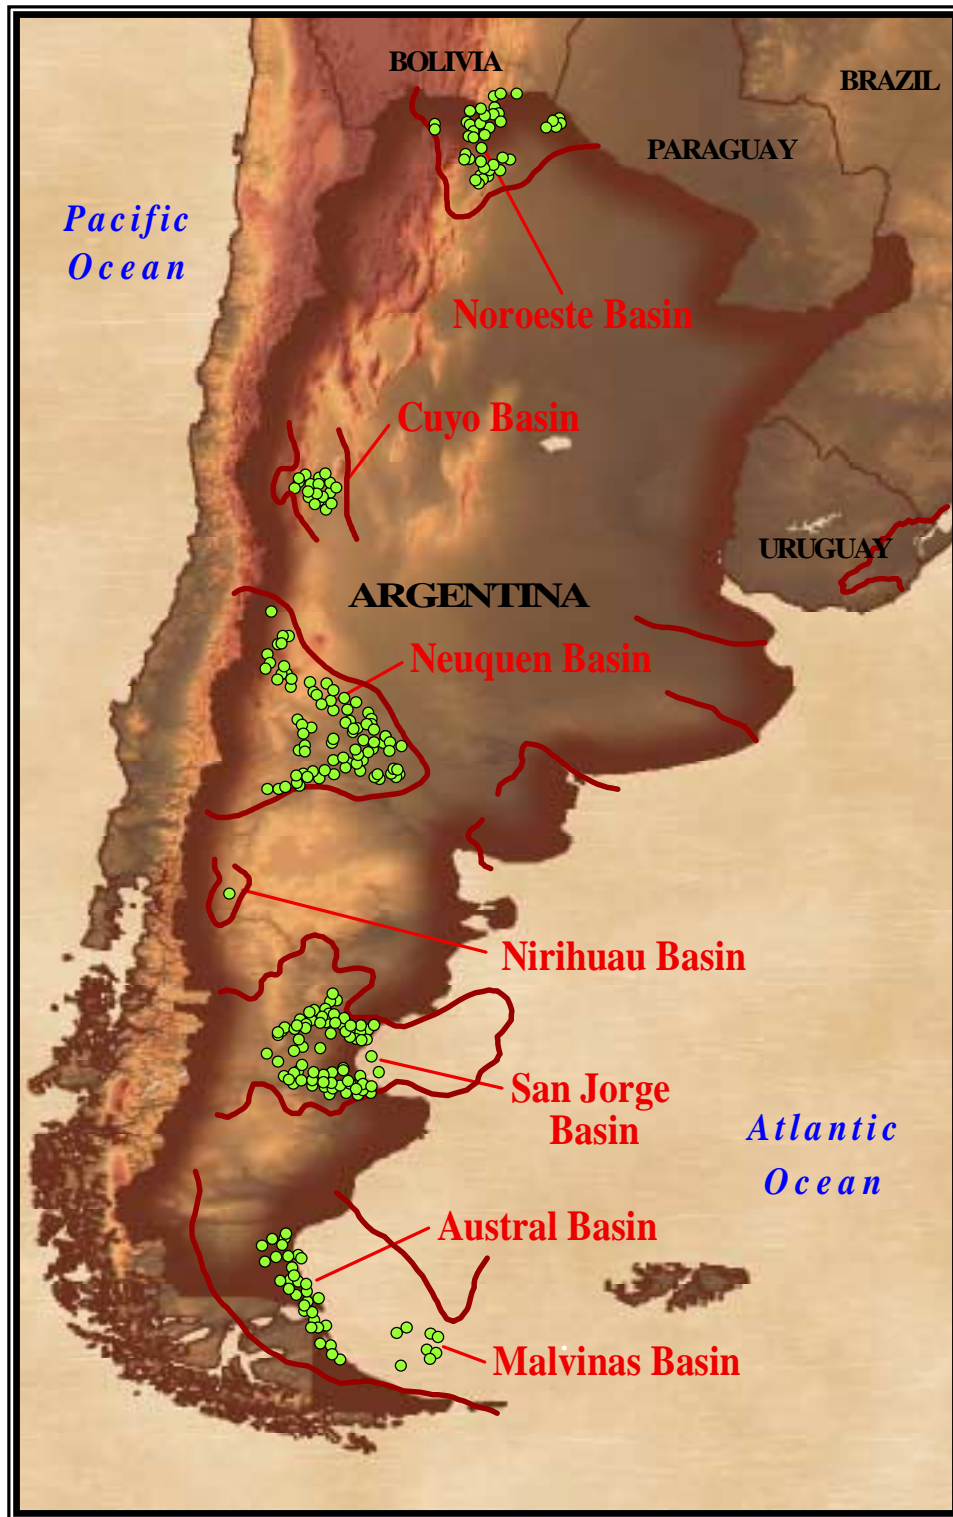 BOLIVIA
BRAZIL
PARAGUAY
Pacific
Ocean
Noroeste Basin
Cuyo Basin
URUGUAY
ARGENTINA
Neuquen Basin
Nirihuau Basin
San Jorge
Basin
Atlantic
Ocean
Austral Basin
Malvinas Basin